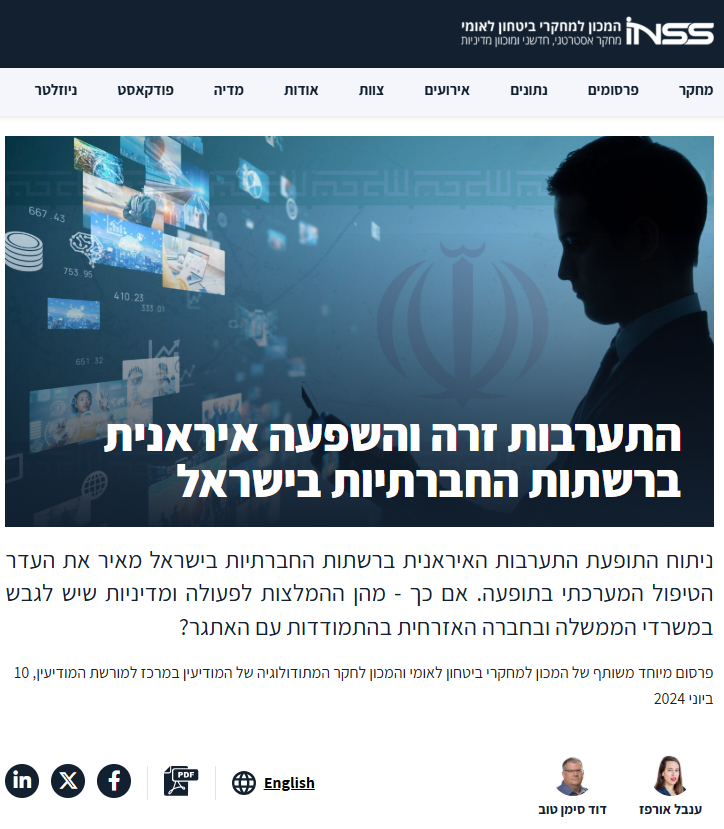 המכון למחקרי ביטחון לאומי
מחקר אסטרטגי, חדשני ומוכוון מדיניות
iNSS
מחקר
פרסומים
נתונים
אירועים
צוות
אודות
מדיה
פודקאסט
ניוזלטר
667.43
753.95
410.23
333.01
651.32
התערבות זרה והשפעה איראנית
ברשתות החברתיות בישראל
ניתוח התופעת התערבות האיראנית ברשתות החברתיות בישראל מאיר את העדר
הטיפול המערכתי בתופעה. אם כך - מהן ההמלצות לפעולה ומדיניות שיש לגבש
במשרדי הממשלה ובחברה האזרחית בהתמודדות עם האתגר?
פרסום מיוחד משותף של המכון למחקרי ביטחון לאומי והמכון לחקר המתודולוגיה של המודיעין במרכז למורשת המודיעין, 10
ביוני 2024
ענבל אורפז
דוד סימן טוב
English
PDF